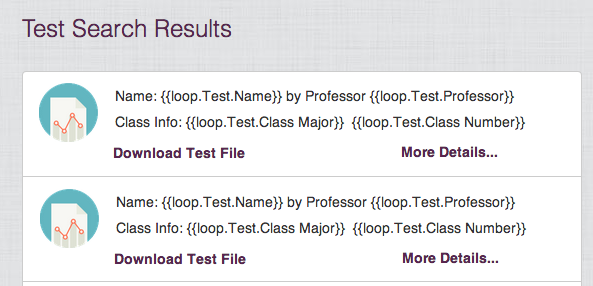 Test Search Results
Name: {{loop.Test.Name}} by Professor {{loop.Test.Professor}}
Class Info: {{loop.Test.Class Major}}  {{loop.Test.Class Number}}
Download Test File More Details...
Name: {{loop.Test.Name}} by Professor {{loop.Test.Professor}}
Class Info: {{loop.Test.Class Major}}  {{loop.Test.Class Number}}
Download Test File More Details...